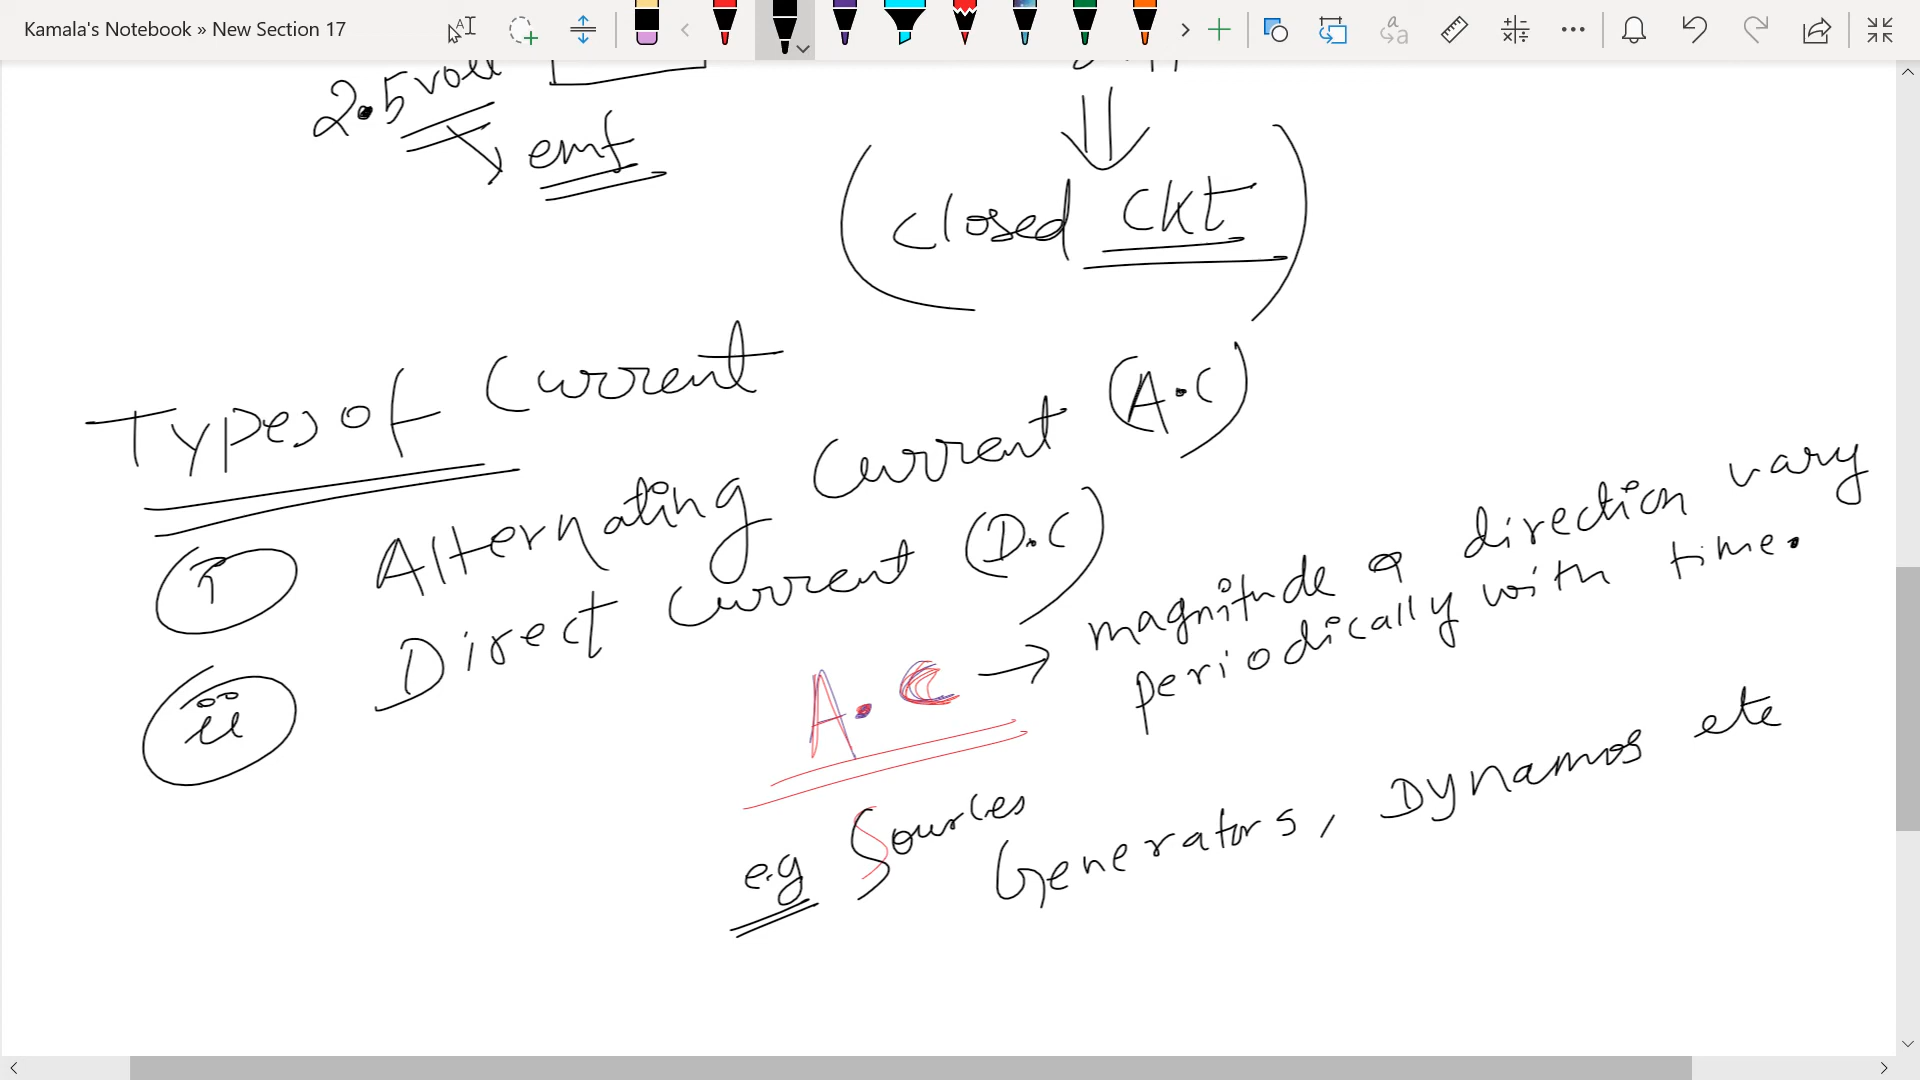 Kamala's Notebook » New Section 17
2.5 volt
emf
(Closed CKT)
Types of Current
i Alternating Current (A.C)
ii Direct Current (D.C)
A.C → magnitude & direction vary
periodically with time.
e.g Sources
Generators, Dynamos etc